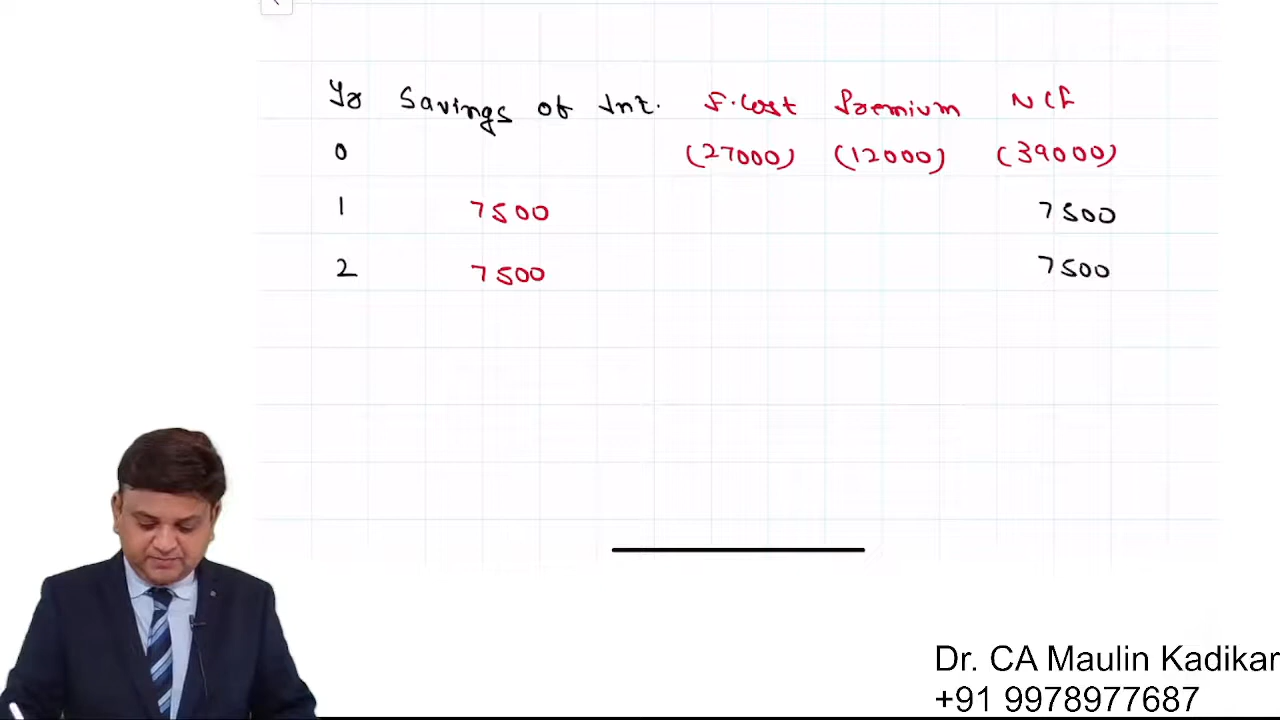 Yr Savings of Int. F.Cost Premium NCF
0 (27000) (12000) (39000)
1 7500 7500
2 7500 7500
Dr. CA Maulin Kadikar
+91 9978977687